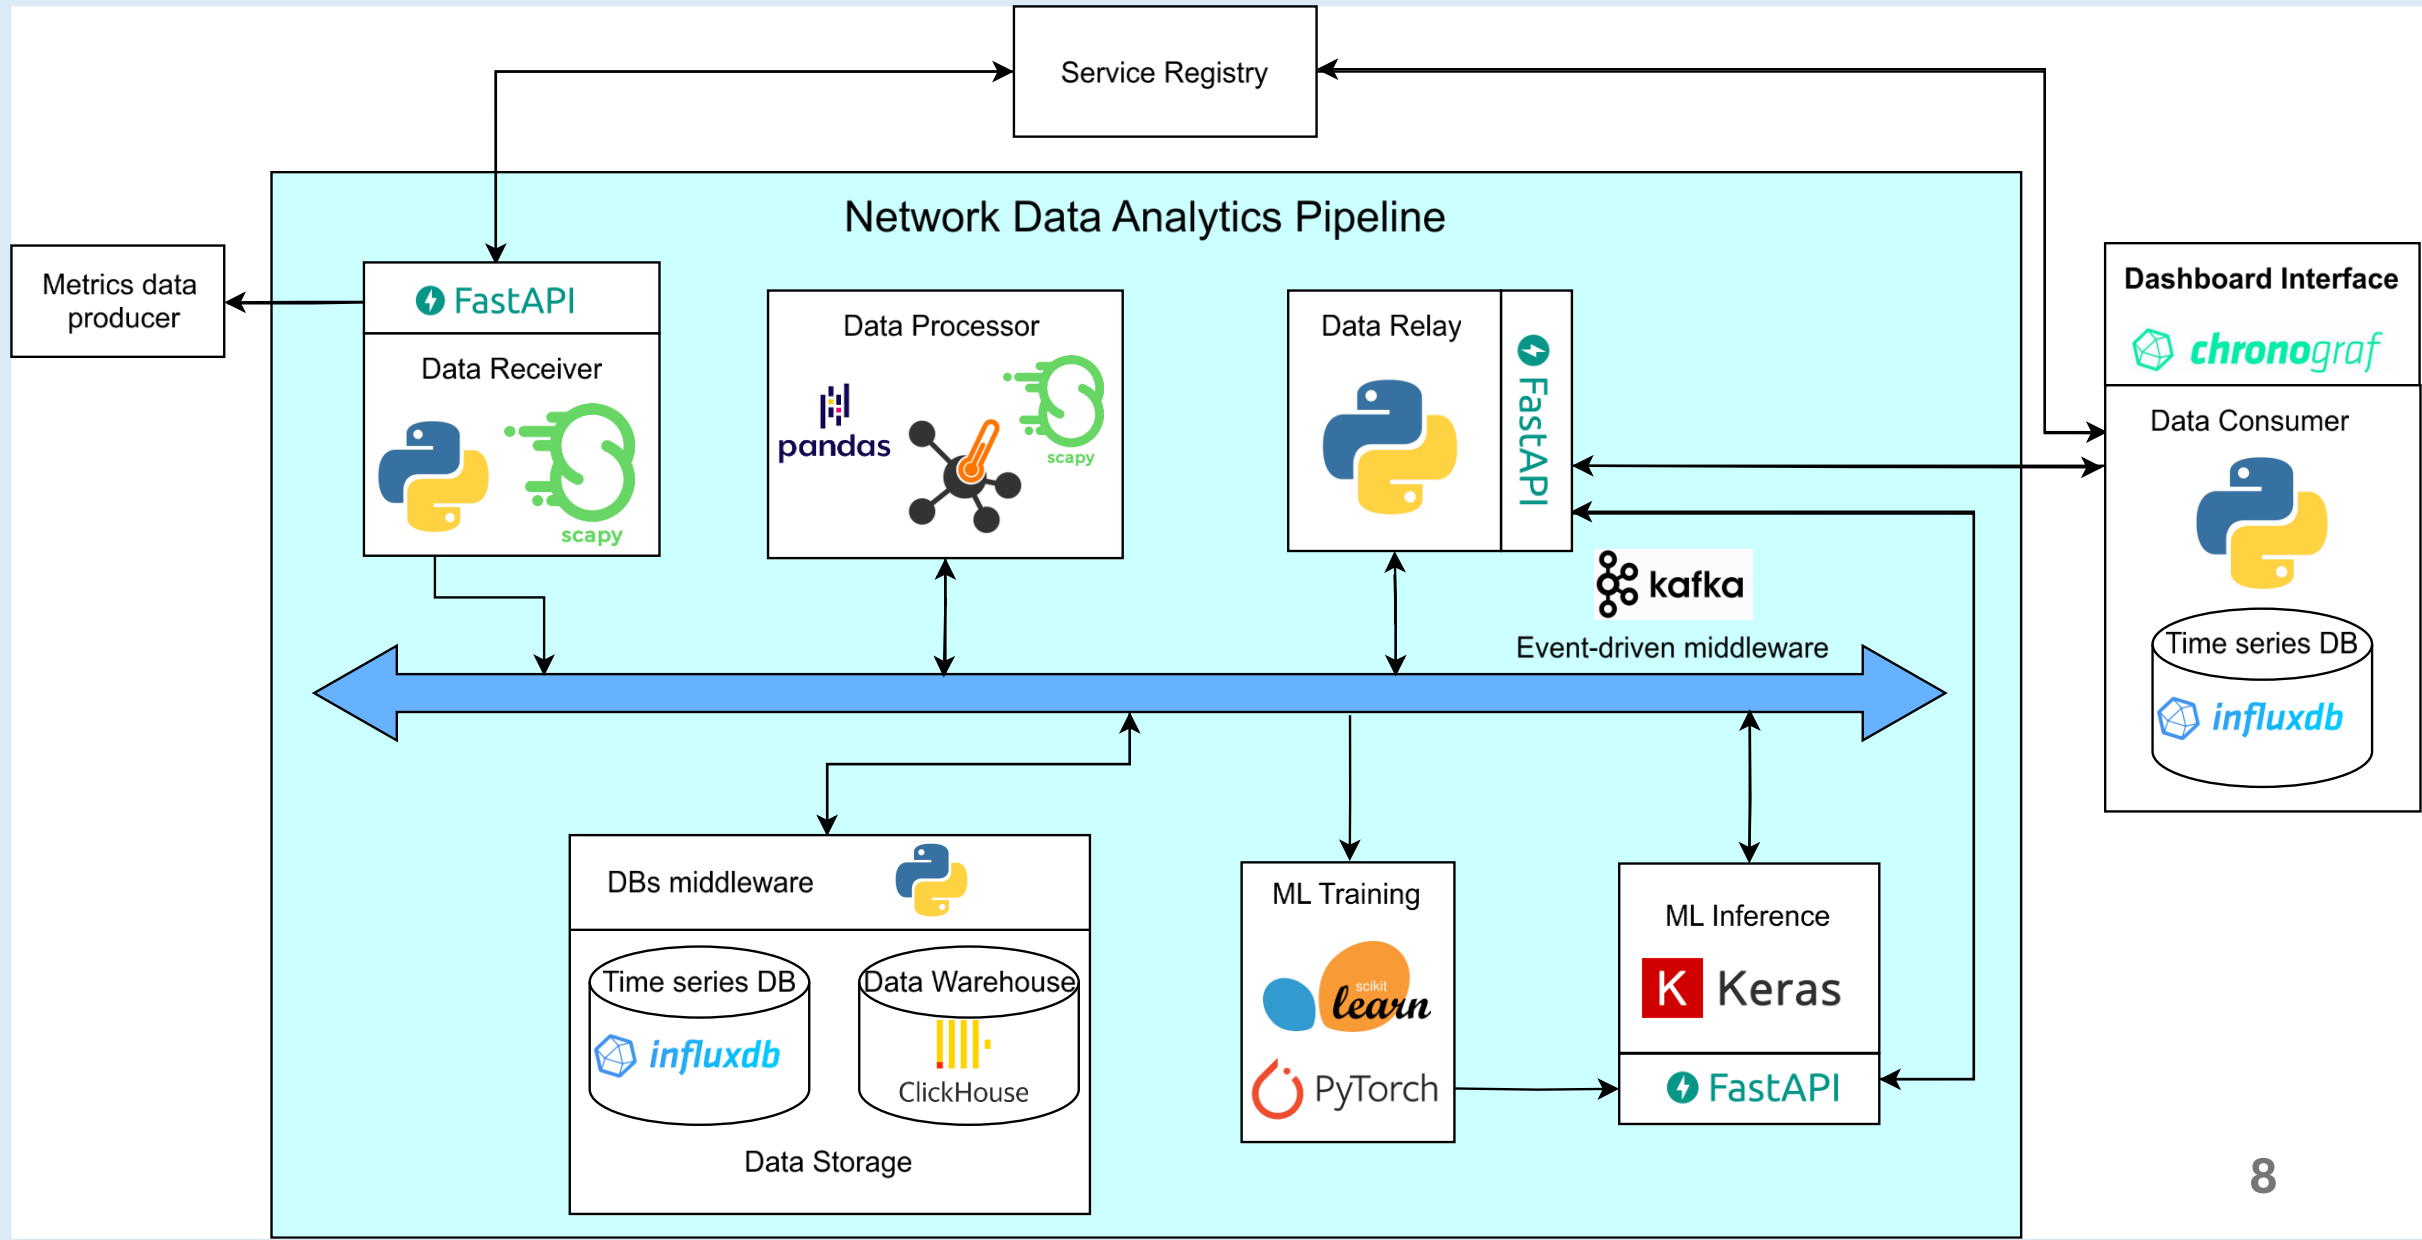 Service Registry
Network Data Analytics Pipeline
Metrics data
producer
FastAPI
Data Receiver
scapy
Data Processor
pandas
scapy
Data Relay
FastAPI
kafka
Event-driven middleware
Dashboard Interface
chronograf
Data Consumer
Time series DB
influxdb
DBs middleware
Time series DB
influxdb
Data Warehouse
ClickHouse
Data Storage
ML Training
scikit
learn
PyTorch
ML Inference
K Keras
FastAPI
8